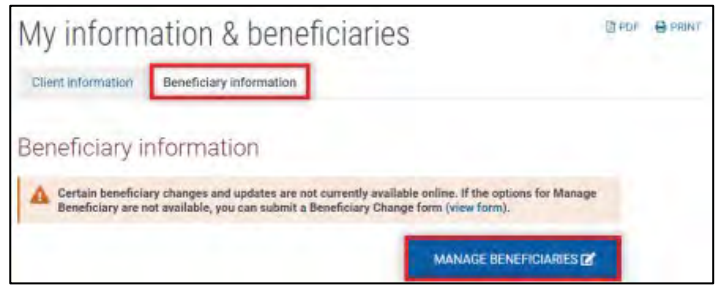 My information & beneficiaries
PDF PRINT
Client information Beneficiary information
Beneficiary information
Certain beneficiary changes and updates are not currently available online. If the options for Manage
Beneficiary are not available, you can submit a Beneficiary Change form (view form).
MANAGE BENEFICIARIES